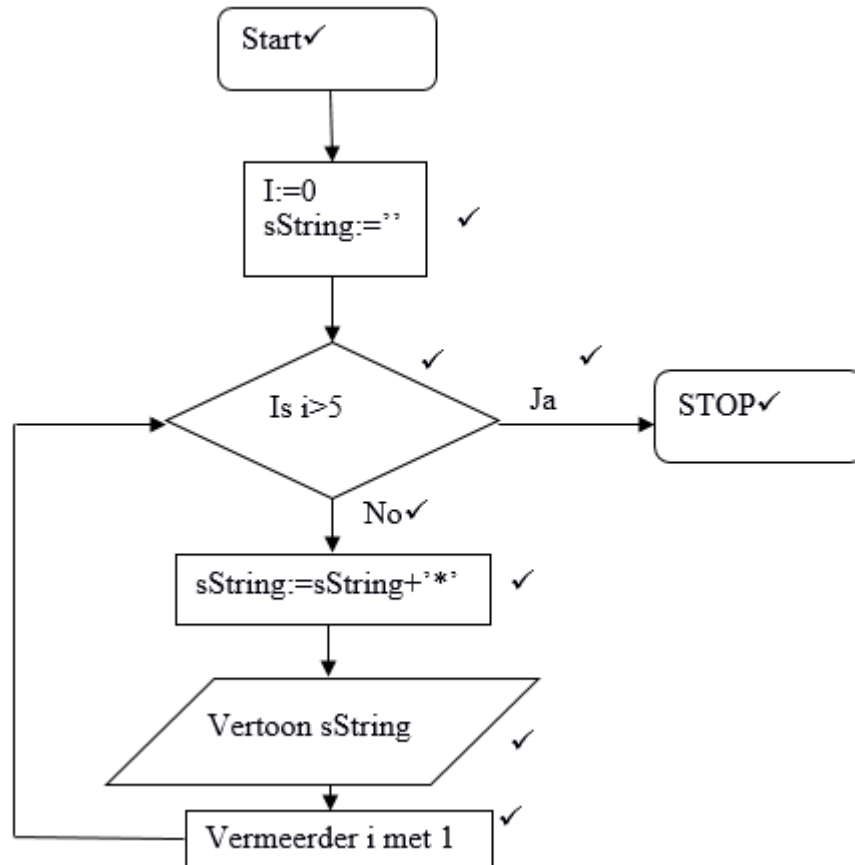 Start✓
I:=0
sString:=’’ ✓
✓
✓
Is i>5
Ja
STOP✓
No✓
sString:=sString+’*’ ✓
Vertoon sString ✓
Vermeerder i met 1 ✓